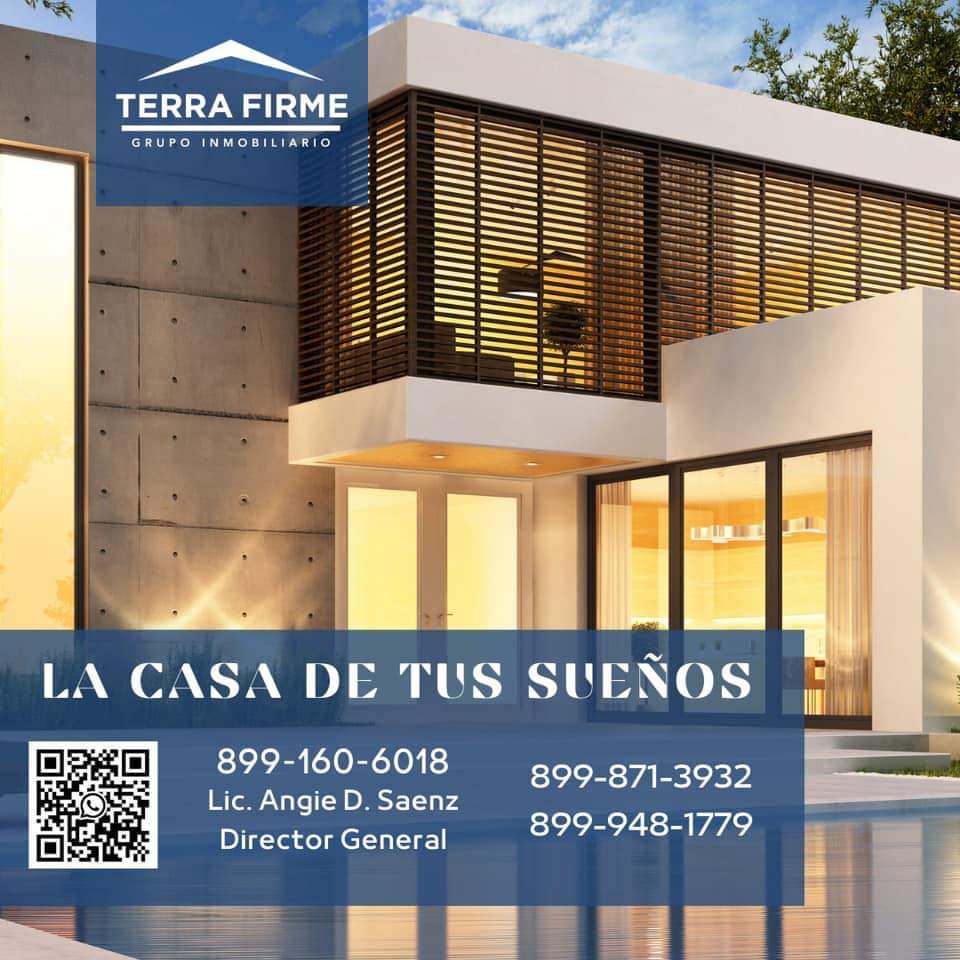 TERRA FIRME
GRUPO INMOBILIARIO
LA CASA DE TUS SUEÑOS
899-160-6018
Lic. Angie D. Saenz
Director General
899-871-3932
899-948-1779